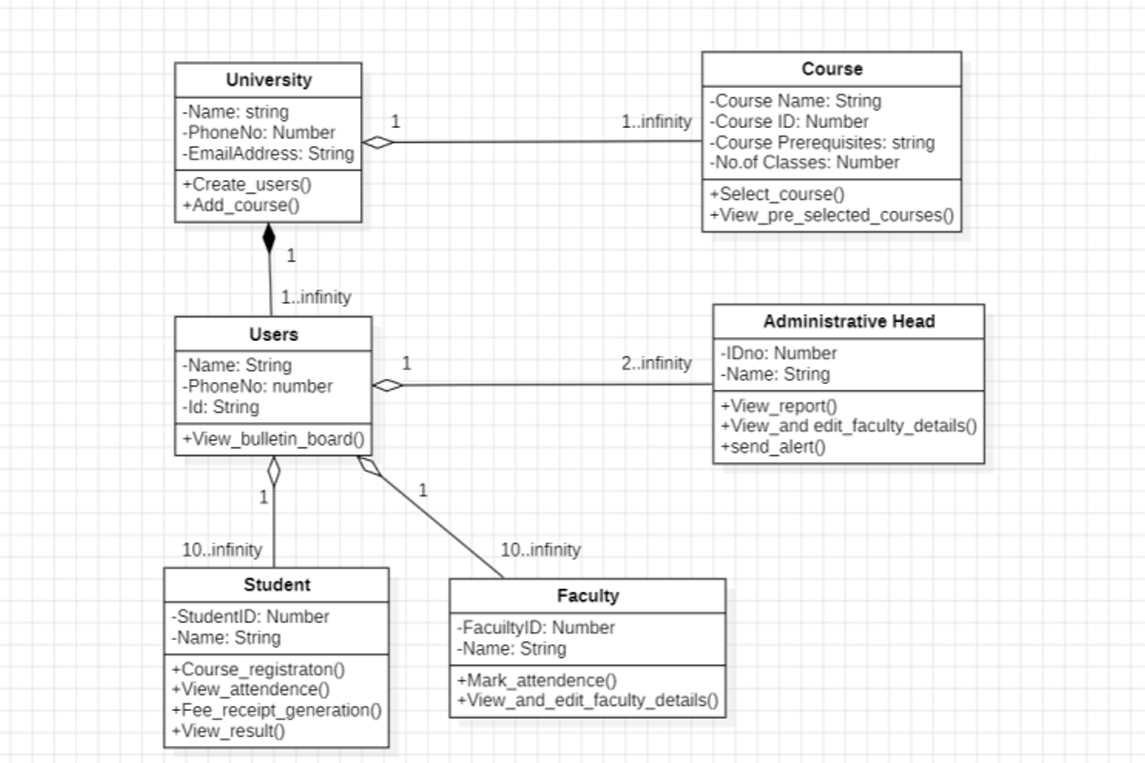 University
-Name: string
-PhoneNo: Number
-EmailAddress: String
+Create_users()
+Add_course()
1
1..infinity
Course
-Course Name: String
-Course ID: Number
-Course Prerequisites: string
-No.of Classes: Number
+Select_course()
+View_pre_selected_courses()
1
1..infinity
Users
-Name: String
-PhoneNo: number
-Id: String
+View_bulletin_board()
1
2..infinity
Administrative Head
-IDno: Number
-Name: String
+View_report()
+View_and edit_faculty_details()
+send_alert()
1
10..infinity
1
10..infinity
Student
-StudentID: Number
-Name: String
+Course_registraton()
+View_attendence()
+Fee_receipt_generation()
+View_result()
Faculty
-FacuiltyID: Number
-Name: String
+Mark_attendence()
+View_and_edit_faculty_details()